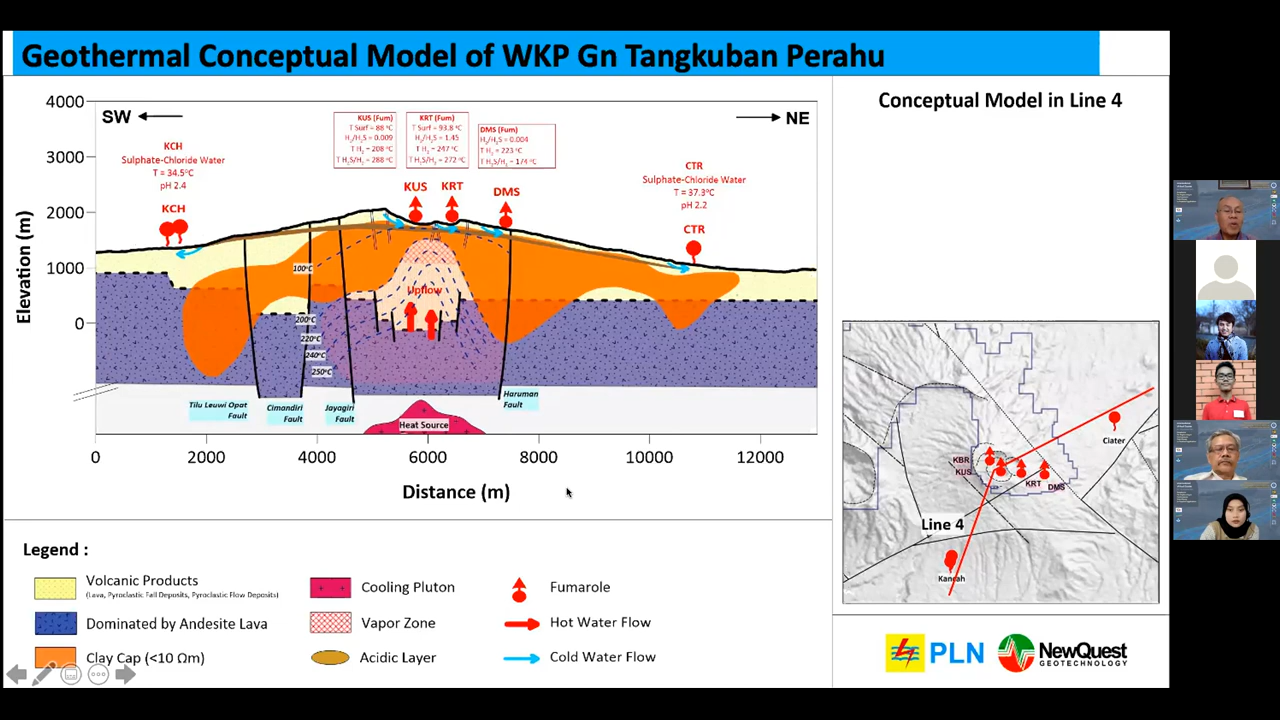 Geothermal Conceptual Model of WKP Gn Tangkuban Perahu
Conceptual Model in Line 4
SW
NE
4000
3000
2000
1000
0
Elevation (m)
KCH
Sulphate-Chloride Water
T = 34.5°C
pH 2.4
KCH
KUS (Fum)
T Surf = 88 °C
H₂/H₂S = 0.009
T H₂ = 208 °C
T H₂S/H₂ = 288 °C
KRT (Fum)
T Surf = 93.8 °C
H₂/H₂S = 1.45
T H₂ = 247 °C
T H₂S/H₂ = 272 °C
DMS (Fum)
H₂/H₂S = 0.004
T H₂ = 223 °C
T H₂S/H₂ = 174 °C
KUS
KRT
DMS
CTR
Sulphate-Chloride Water
T = 37.3°C
pH 2.2
CTR
100°C
Upflow
200°C
220°C
240°C
250°C
Tilu Leuwi Opat
Fault
Cimandiri
Fault
Jayagiri
Fault
Haruman
Fault
Heat Source
0
2000
4000
6000
8000
10000
12000
Distance (m)
Ciater
KBR
KUS
KRT
DMS
Line 4
Kancah
Legend :
Volcanic Products
(Lava, Pyroclastic Fall Deposits, Pyroclastic Flow Deposits)
Dominated by Andesite Lava
Clay Cap (<10 Ωm)
Cooling Pluton
Vapor Zone
Acidic Layer
Fumarole
Hot Water Flow
Cold Water Flow
PLN
NewQuest
GEOTECHNOLOGY